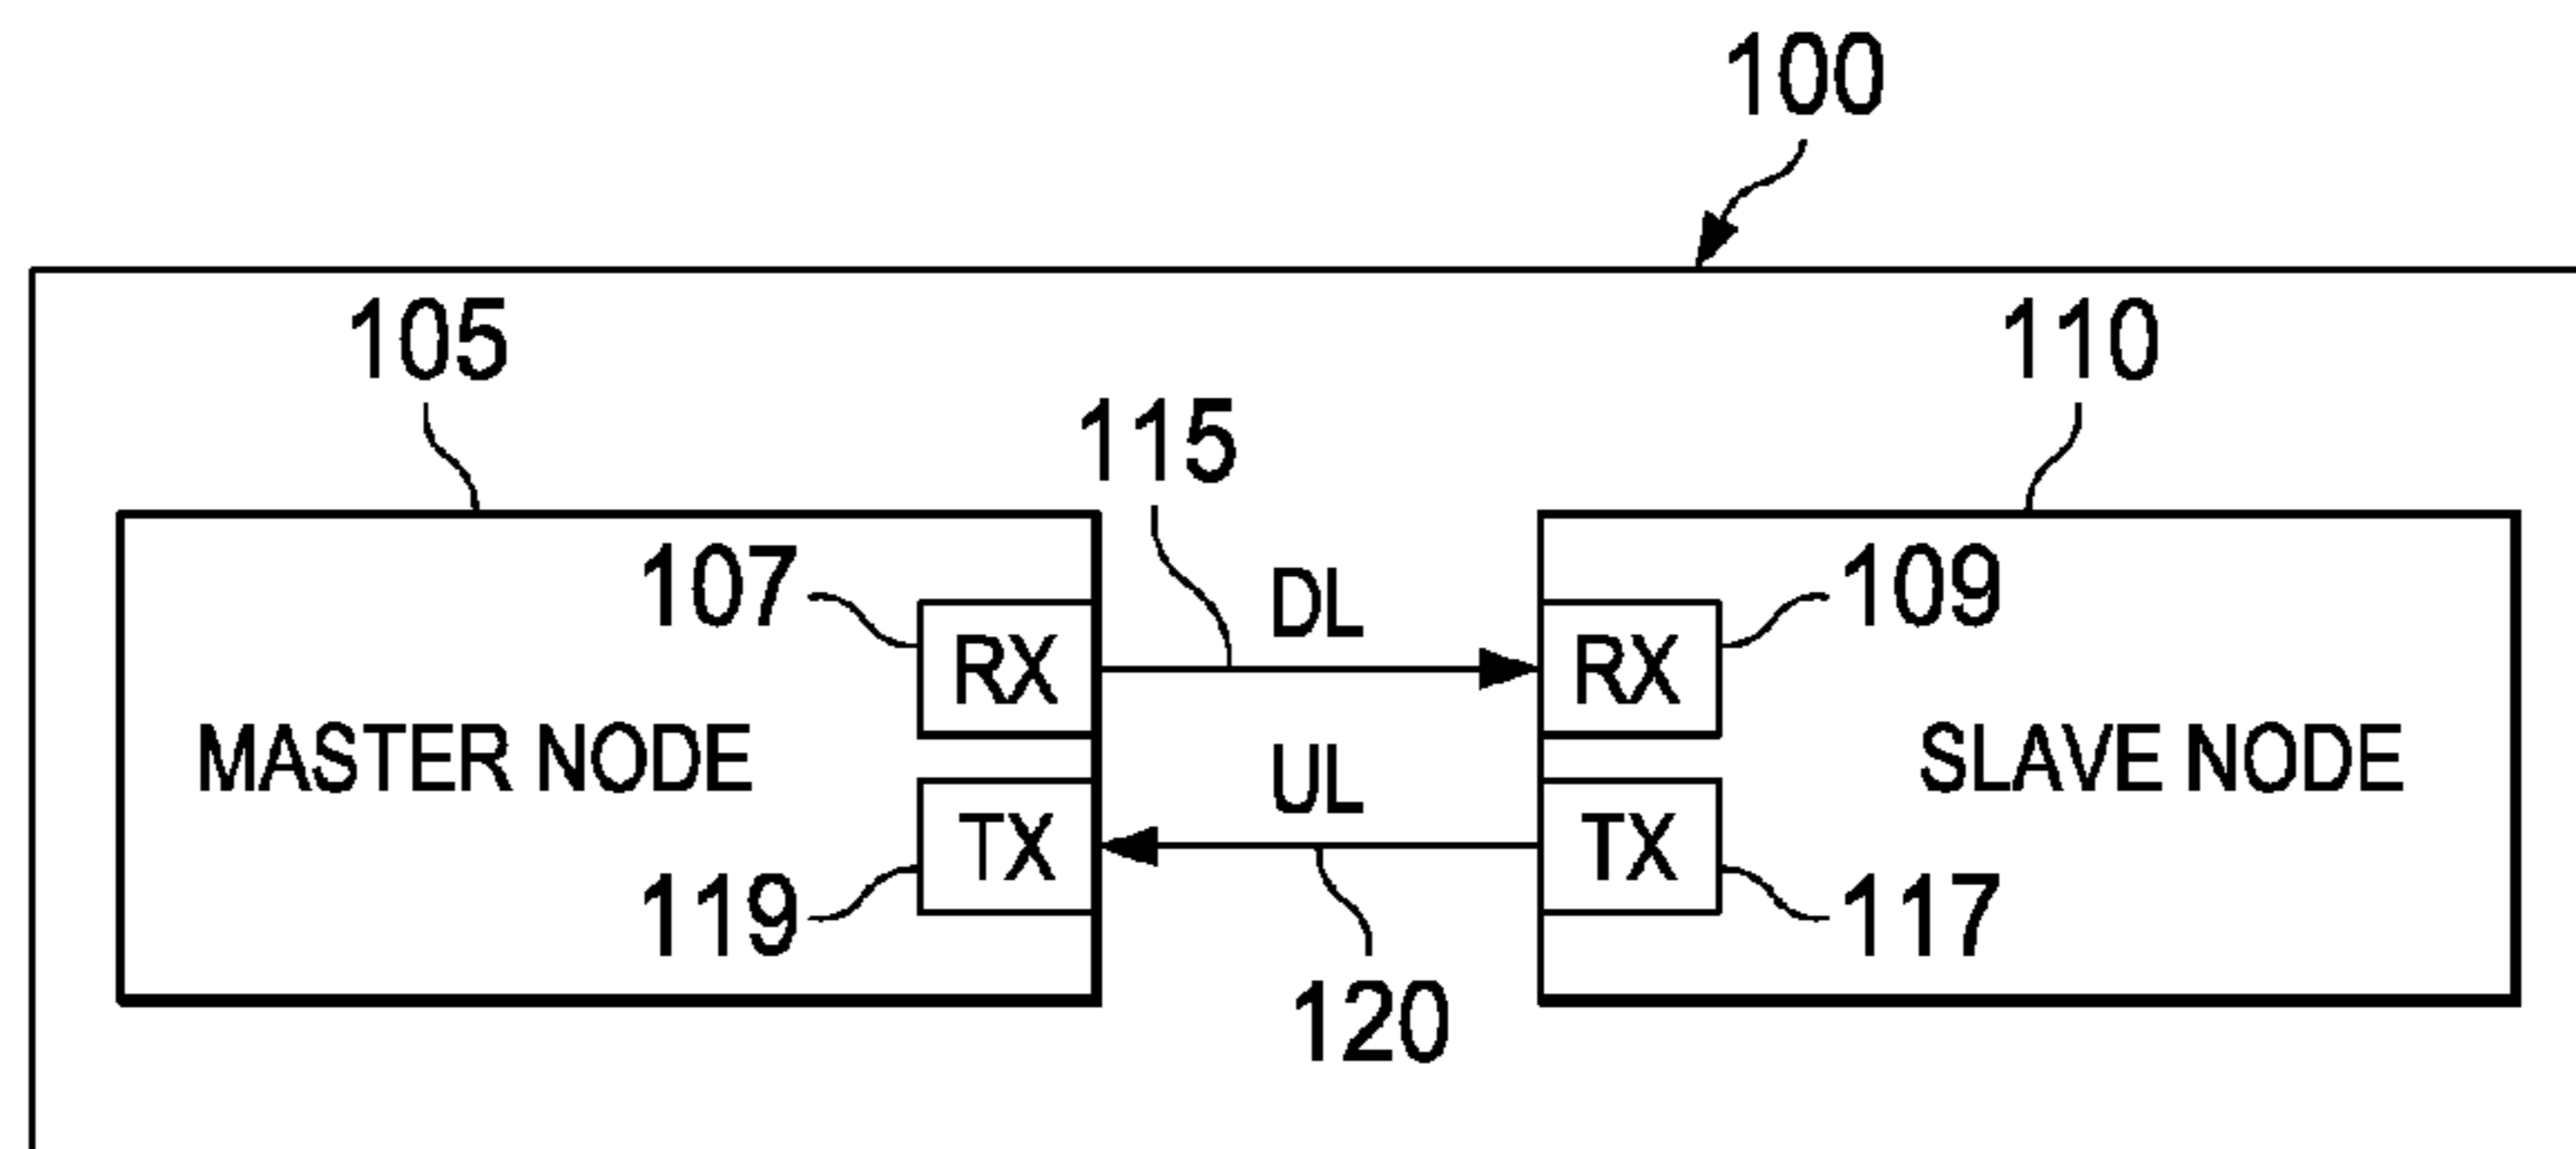 100
105
110
115
107
DL
109
RX
RX
MASTER NODE
UL
SLAVE NODE
TX
TX
119
117
120